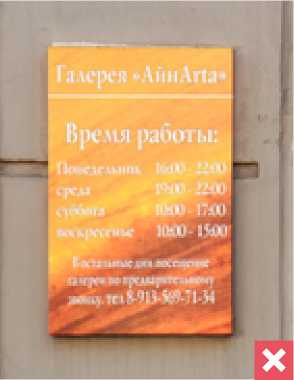 Галерея »АйнArta»
Время работы:
Понедельник 16:00 - 22:00
среда 19:00 - 22:00
суббота 10:00 - 17:00
воскресенье 10:00 - 15:00
В остальные дни посещение
галереи по предварительному
звонку. тел 8-913-569-71-34